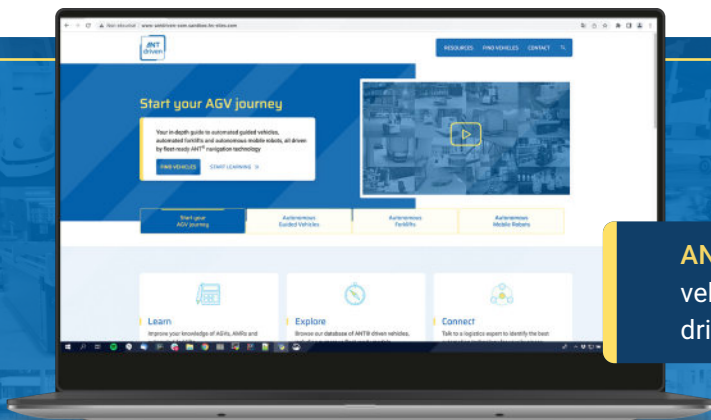 ANT
driven
RESOURCES FIND VEHICLES CONTACT
Start your AGV journey
Your in-depth guide to automated guided vehicles,
automated forklifts and autonomous mobile robots, all driven
by fleet-ready ANT® navigation technology
FIND VEHICLES START LEARNING
Start your
AGV journey
Autonomous
Guided Vehicles
Autonomous
Forklifts
Autonomous
Mobile Robots
Learn
Improve your knowledge of AGVs, AMRs and
Explore
Browse our database of ANT® driven vehicles,
Connect
Talk to a logistics expert to identify the best
AN
vel
dri